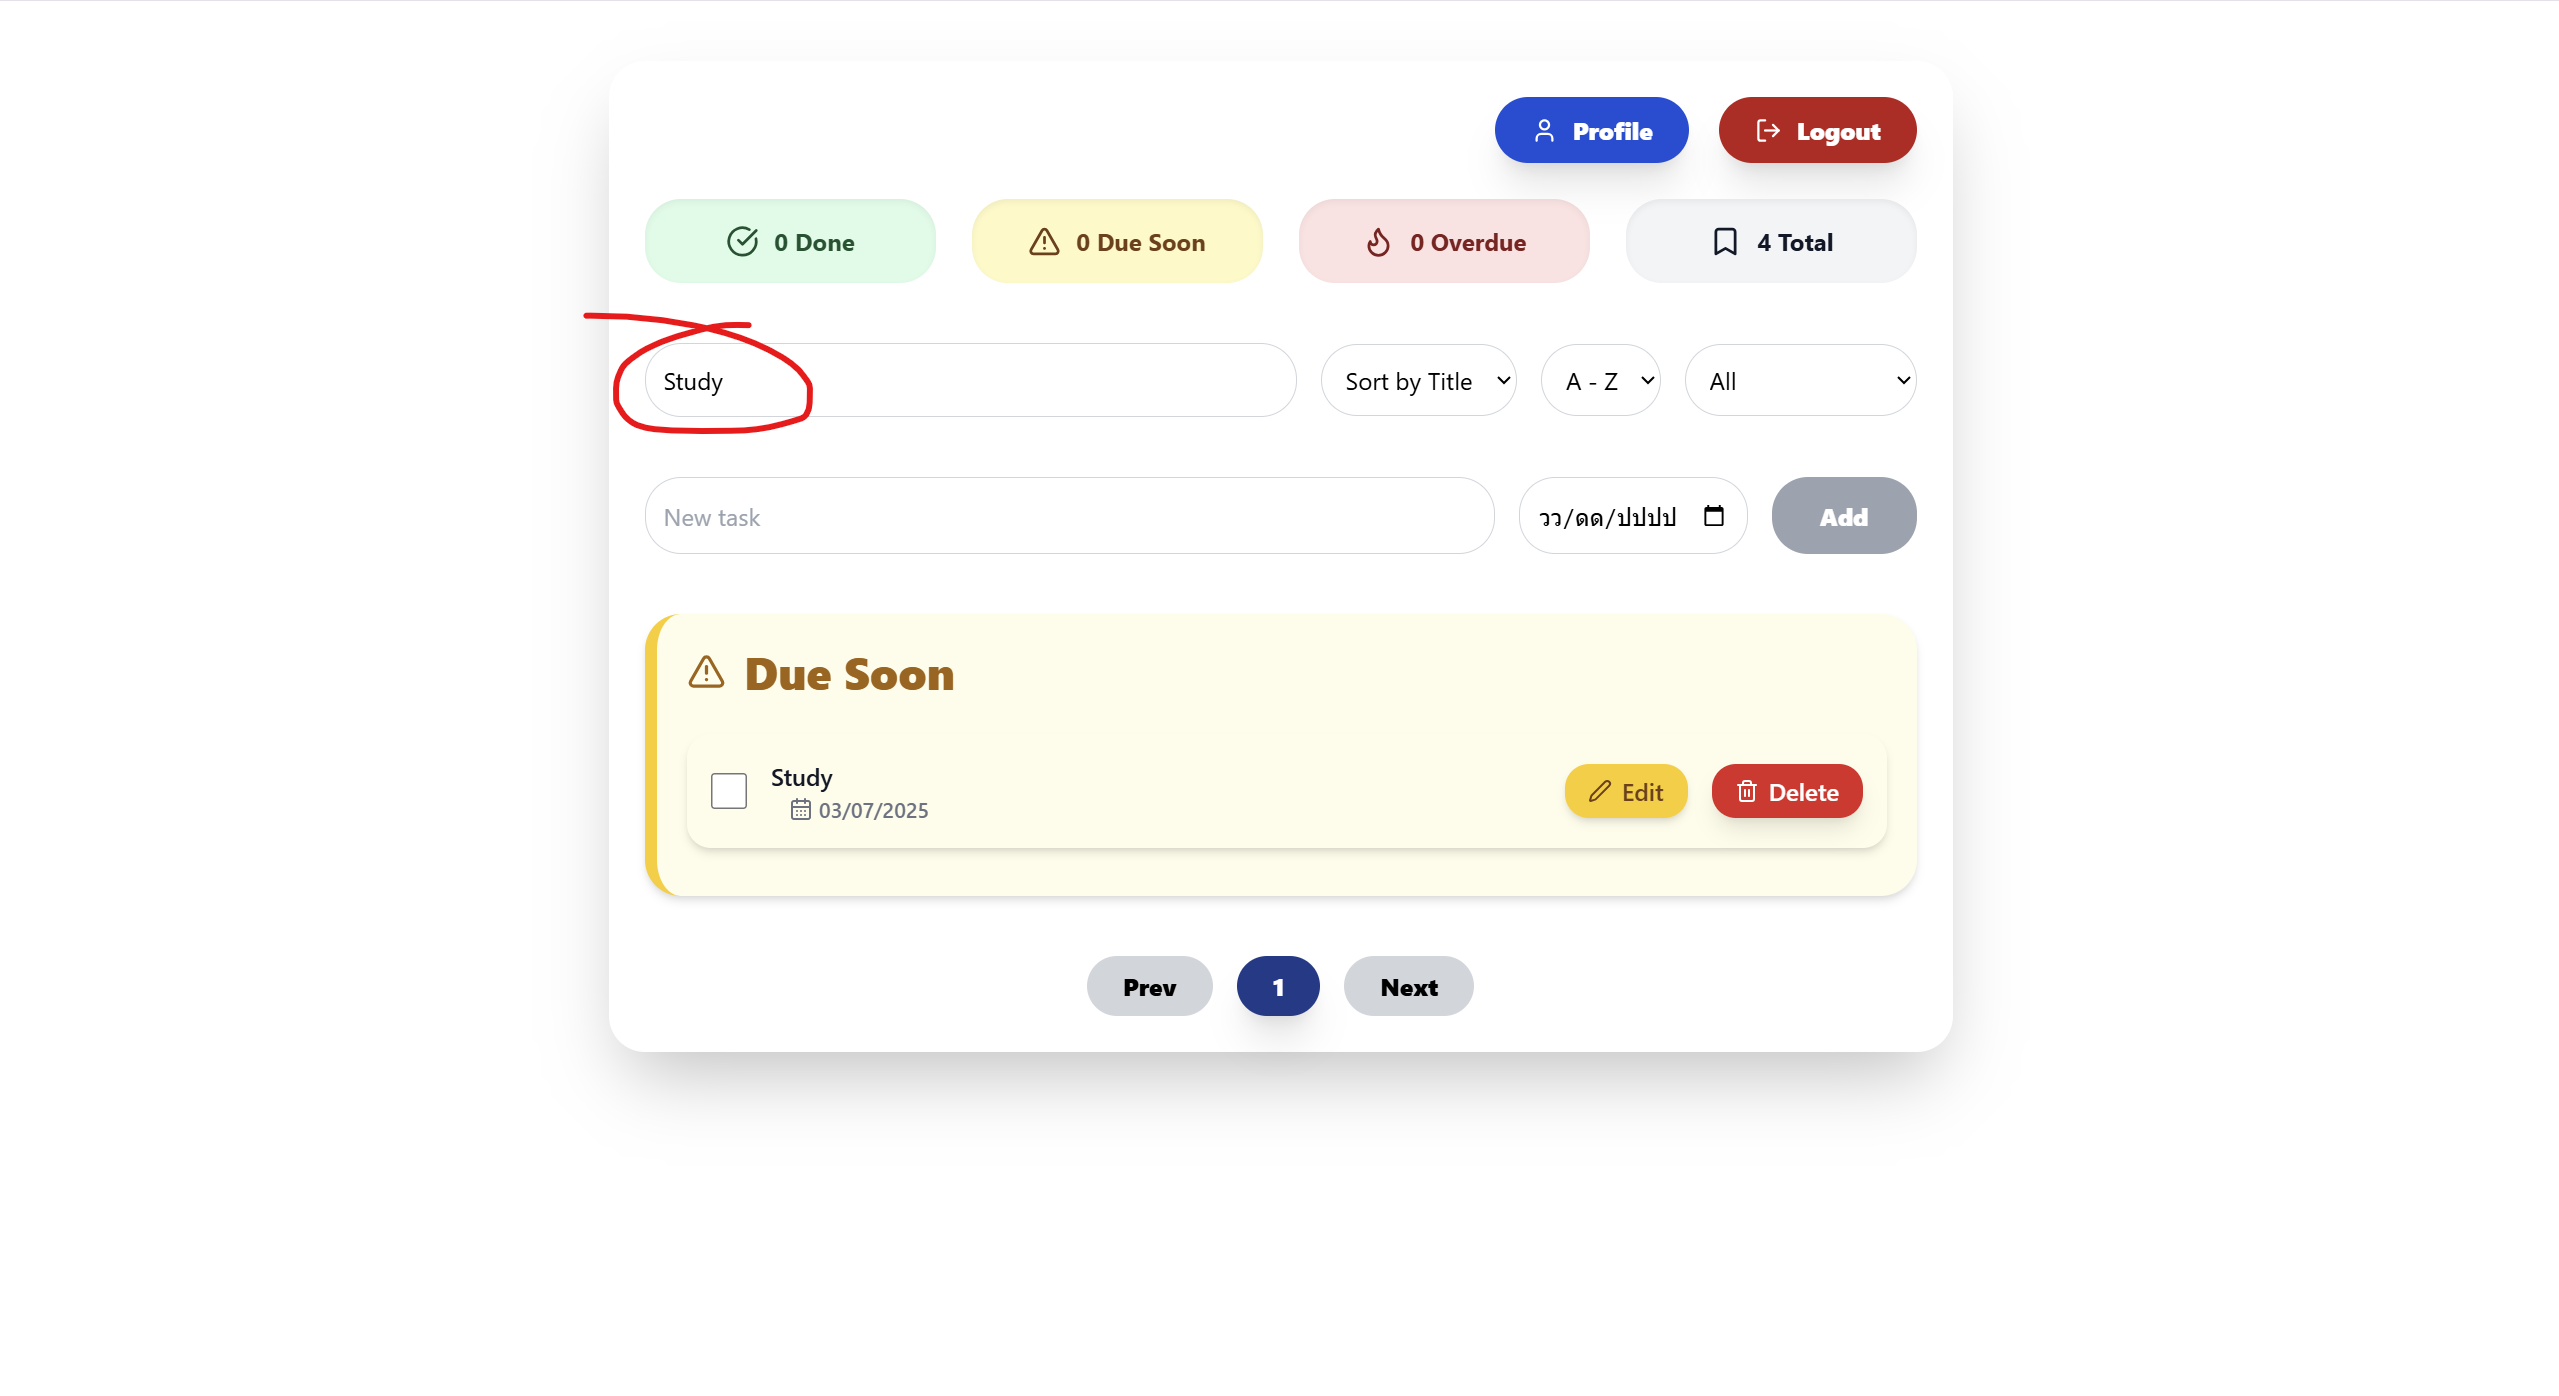 Profile
Logout
0 Done
0 Due Soon
0 Overdue
4 Total
Study
Sort by Title
A - Z
All
New task
วว/ดด/ปปปป
Add
Due Soon
Study
03/07/2025
Edit
Delete
Prev
1
Next